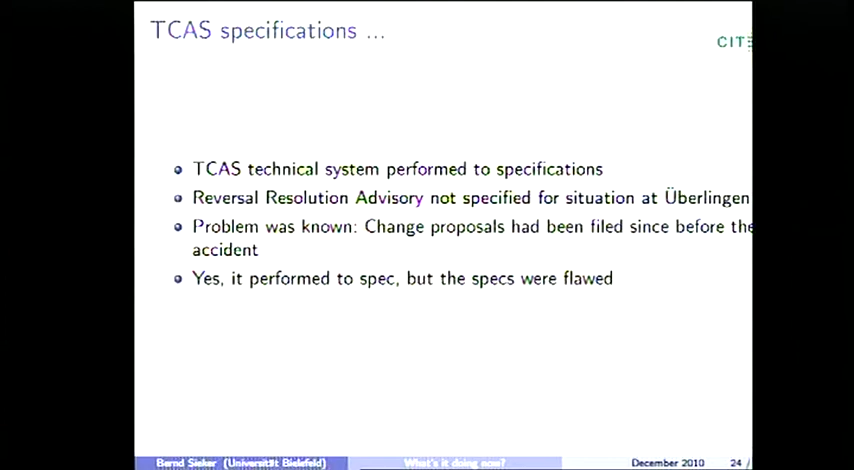 TCAS specifications ...
CITE
TCAS technical system performed to specifications
Reversal Resolution Advisory not specified for situation at Überlingen
Problem was known: Change proposals had been filed since before the
accident
Yes, it performed to spec, but the specs were flawed
Bernd Sieker (Universität Bielefeld) What's it doing now? December 2010 24 /